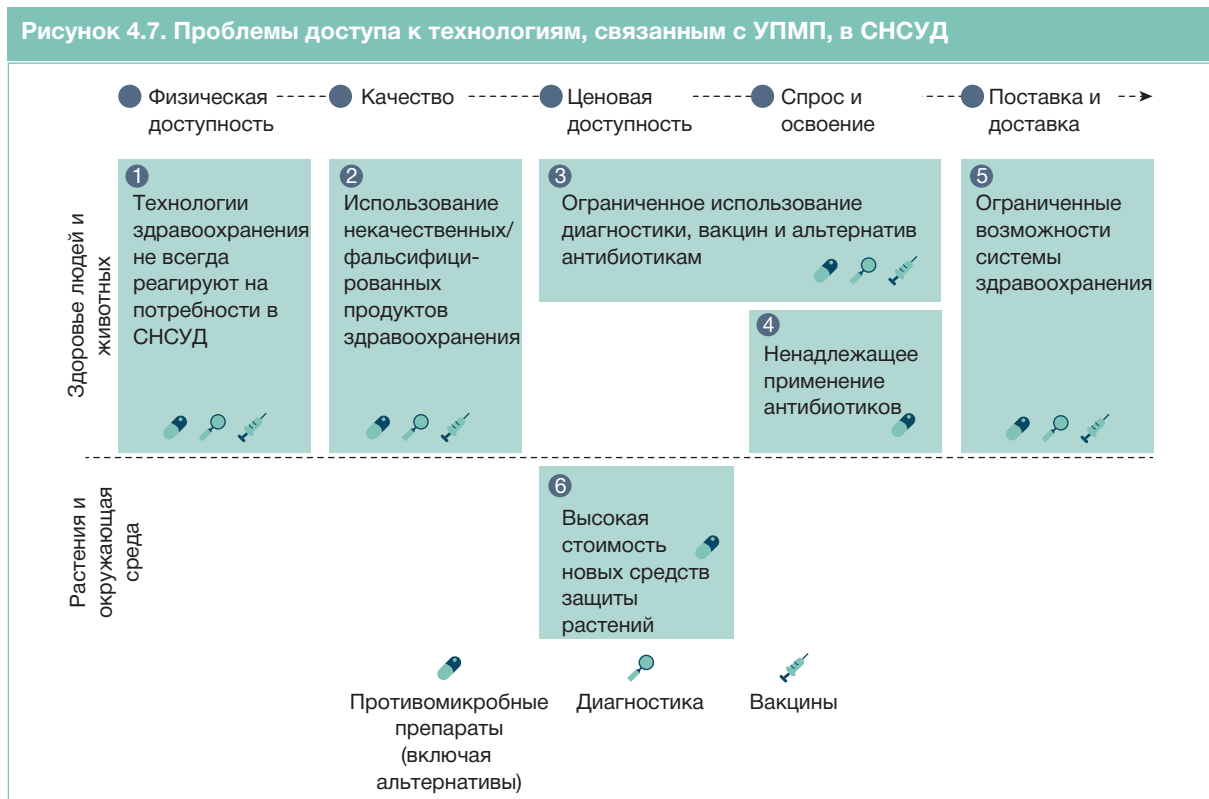 Рисунок 4.7. Проблемы доступа к технологиям, связанным с УПМП, в СНСУД
Физическая
доступность
Качество
Ценовая
доступность
Спрос и
освоение
Поставка и
доставка
Здоровье людей и
животных
1
Технологии
здравоохранения
не всегда
реагируют на
потребности в
СНСУД
2
Использование
некачественных/
фальсифици-
рованных
продуктов
здравоохранения
3
Ограниченное использование
диагностики, вакцин и альтернатив
антибиотикам
4
Ненадлежащее
применение
антибиотиков
5
Ограниченные
возможности
системы
здравоохранения
Растения и
окружающая
среда
6
Высокая
стоимость
новых средств
защиты
растений
Противомикробные
препараты
(включая
альтернативы)
Диагностика
Вакцины